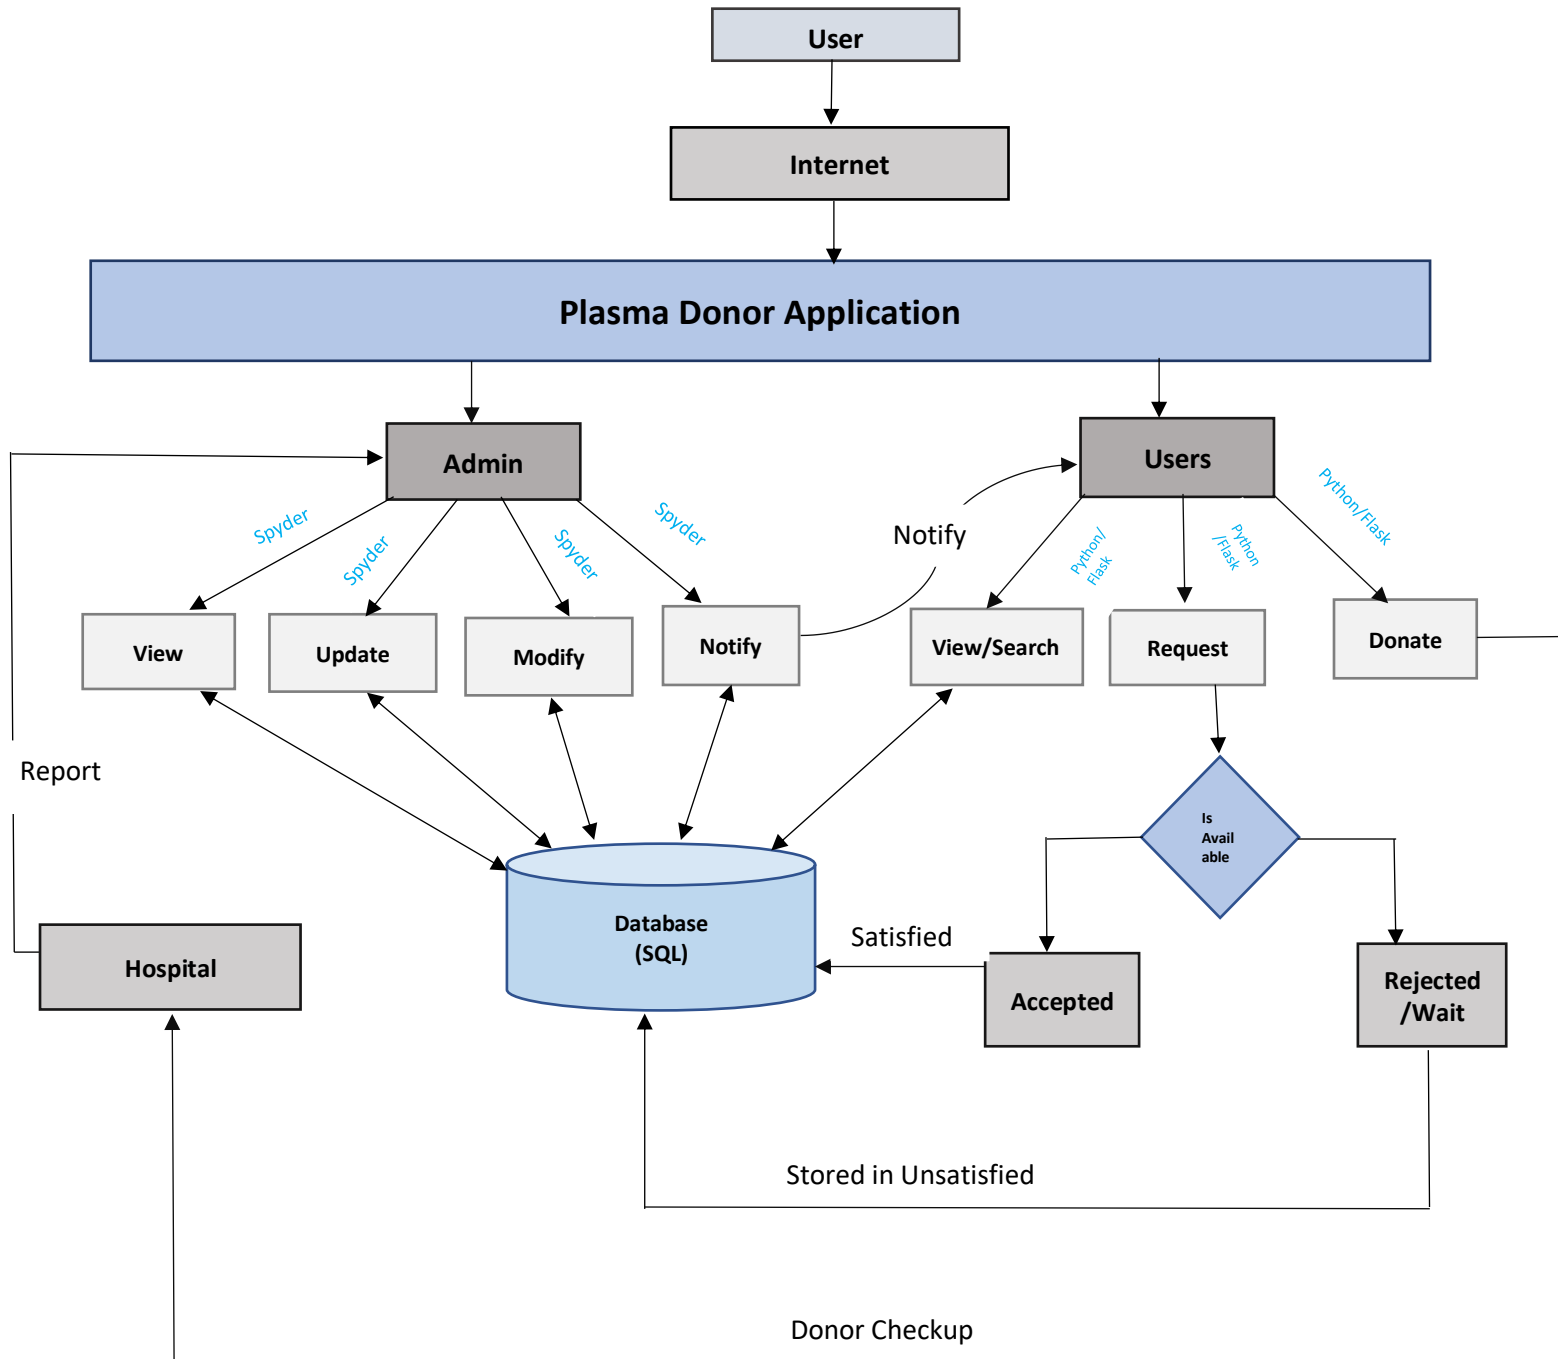 User
Internet
Plasma Donor Application
Admin
Users
Spyder
Spyder
Spyder
Spyder
Notify
Python/
Flask
Python
/Flask
Python/Flask
View
Update
Modify
Notify
View/Search
Request
Donate
Report
Is
Avail
able
Database
(SQL)
Satisfied
Hospital
Accepted
Rejected
/Wait
Stored in Unsatisfied
Donor Checkup